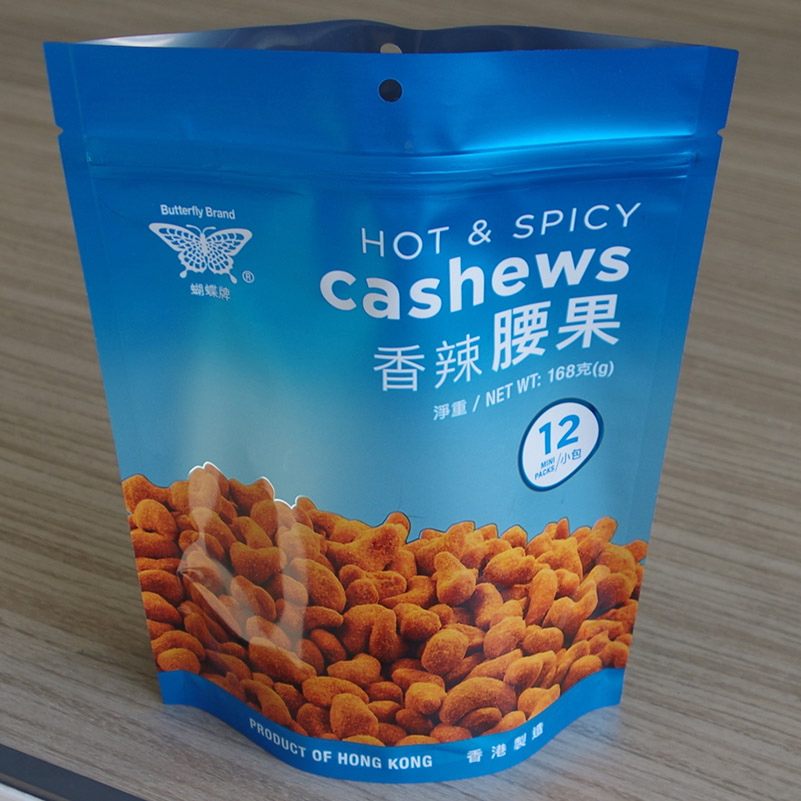 Butterfly Brand
®
蝴蝶牌
HOT & SPICY
cashews
香辣腰果
淨重 / NET WT: 168克(g)
12
MINI PACKS/小包
PRODUCT OF HONG KONG 香港製造